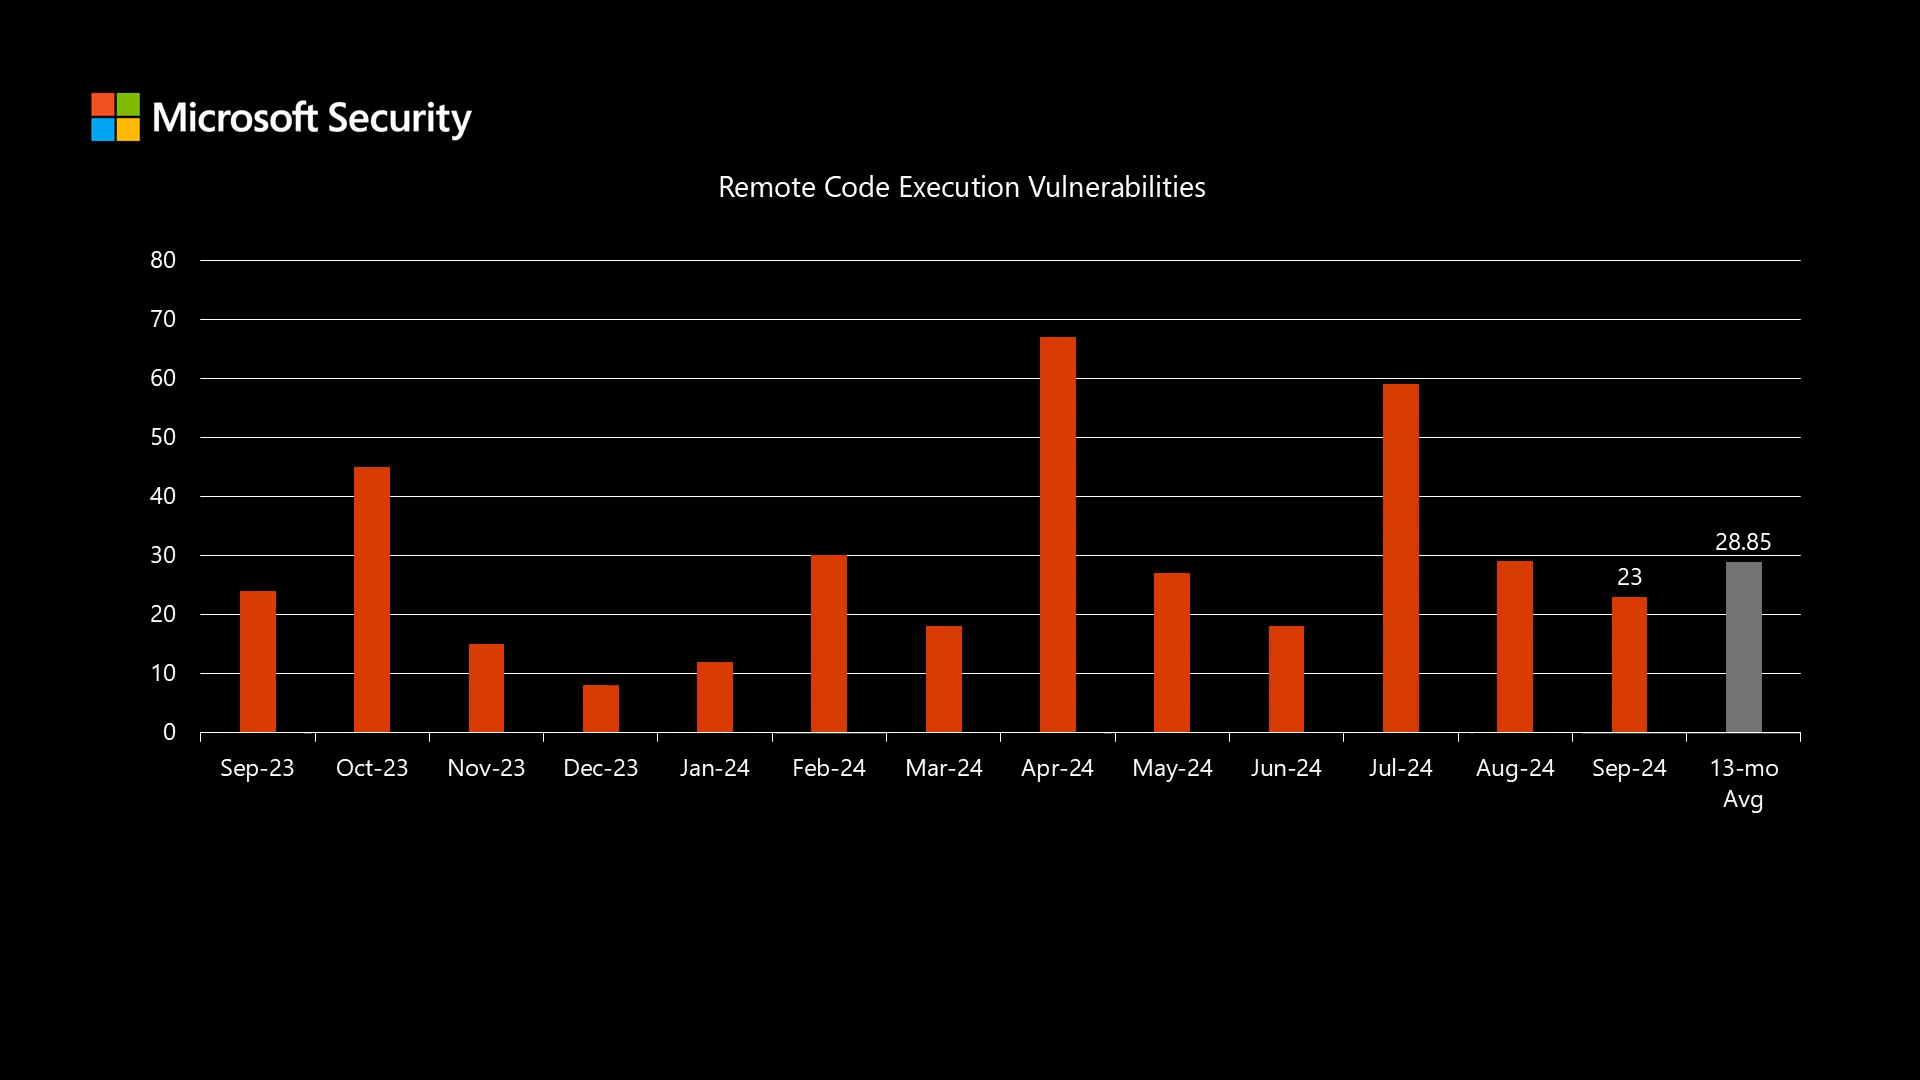 Microsoft Security
Remote Code Execution Vulnerabilities
80
70
60
50
40
30
20
10
0
28.85
23
Sep-23 Oct-23 Nov-23 Dec-23 Jan-24 Feb-24 Mar-24 Apr-24 May-24 Jun-24 Jul-24 Aug-24 Sep-24 13-mo
Avg